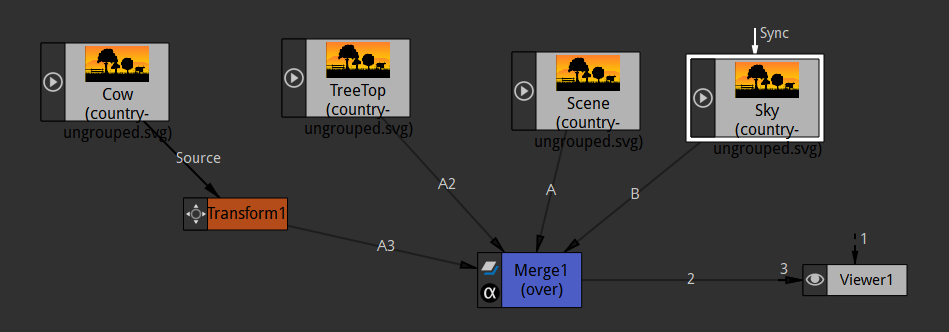 Sync
Cow
(country-
ungrouped.svg)
TreeTop
(country-
ungrouped.svg)
Scene
(country-
ungrouped.svg)
Sky
(country-
ungrouped.svg)
Source
A2
A
B
Transform1
A3
Merge1
(over)
α
2
3
1
Viewer1